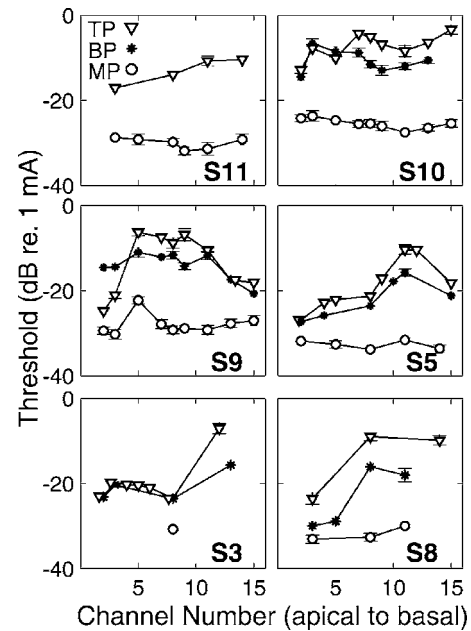 0
TP
BP
MP
-20
-40
S11
S10
0
-20
-40
S9
S5
0
-20
-40
S3
S8
5 10 15
5 10 15
Threshold (dB re. 1 mA)
Channel Number (apical to basal)